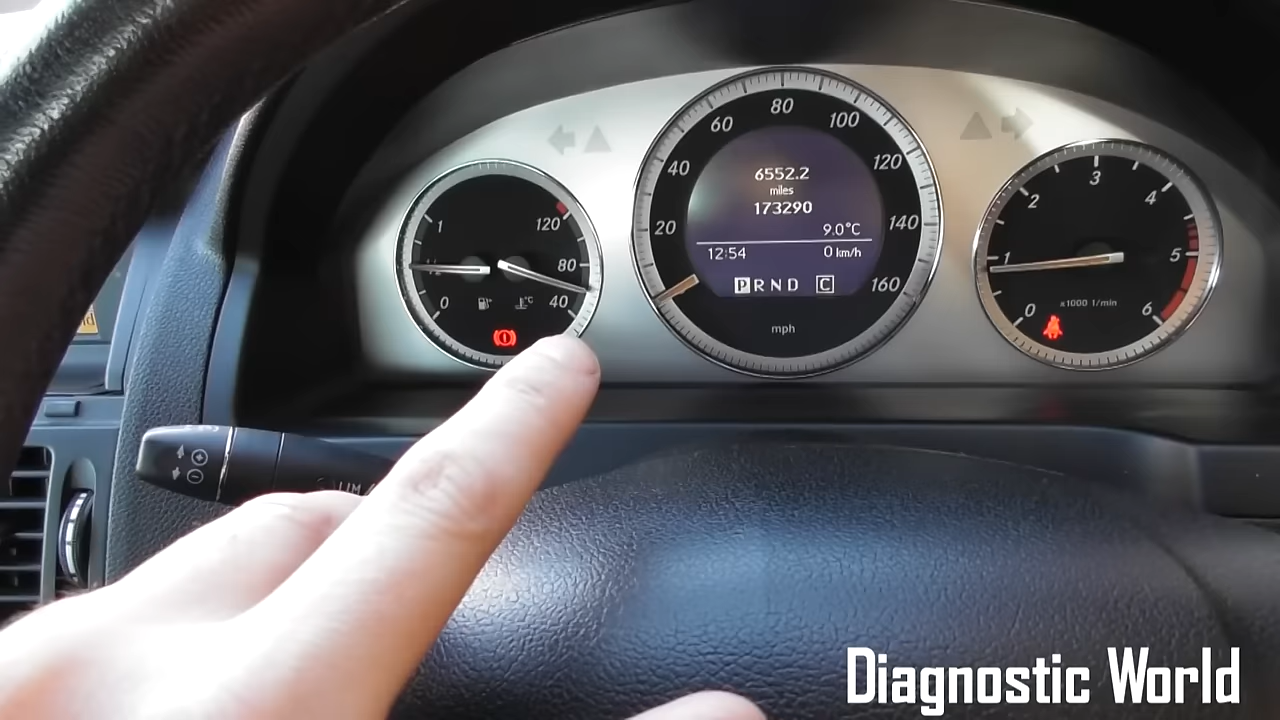 80
60
100
40
120
20
140
160
6552.2
miles
173290
9.0°C
12:54
0 km/h
P R N D
C
mph
1
0
120
80
40
°C
0
1
2
3
4
5
6
x1000 1/min
LIM
Diagnostic World